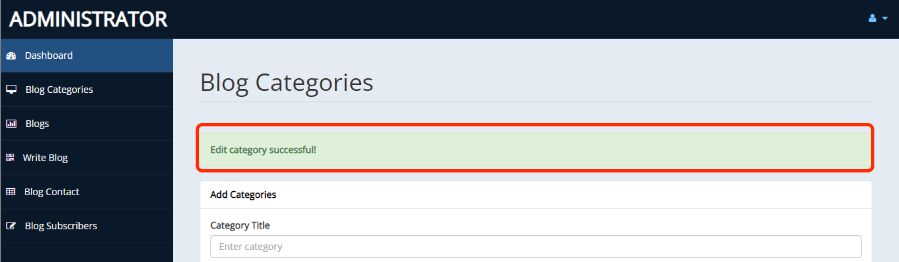 ADMINISTRATOR
Dashboard
Blog Categories
Blogs
Write Blog
Blog Contact
Blog Subscribers
Blog Categories
Edit category successful!
Add Categories
Category Title
Enter category